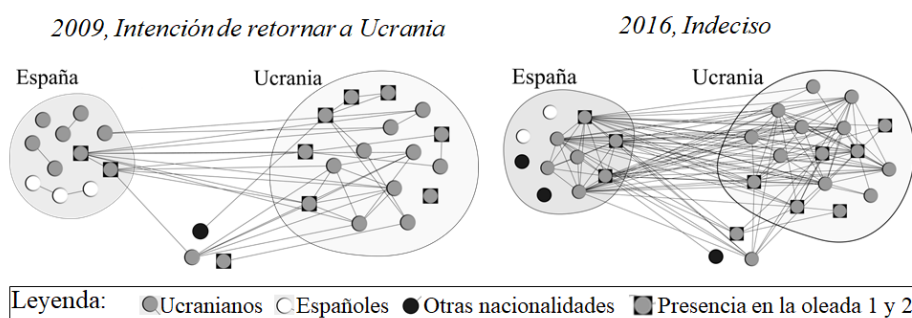 2009, Intención de retornar a Ucrania
2016, Indeciso
España
Ucrania
España
Ucrania
Leyenda: Ucranianos Españoles Otras nacionalidades Presencia en la oleada 1 y 2